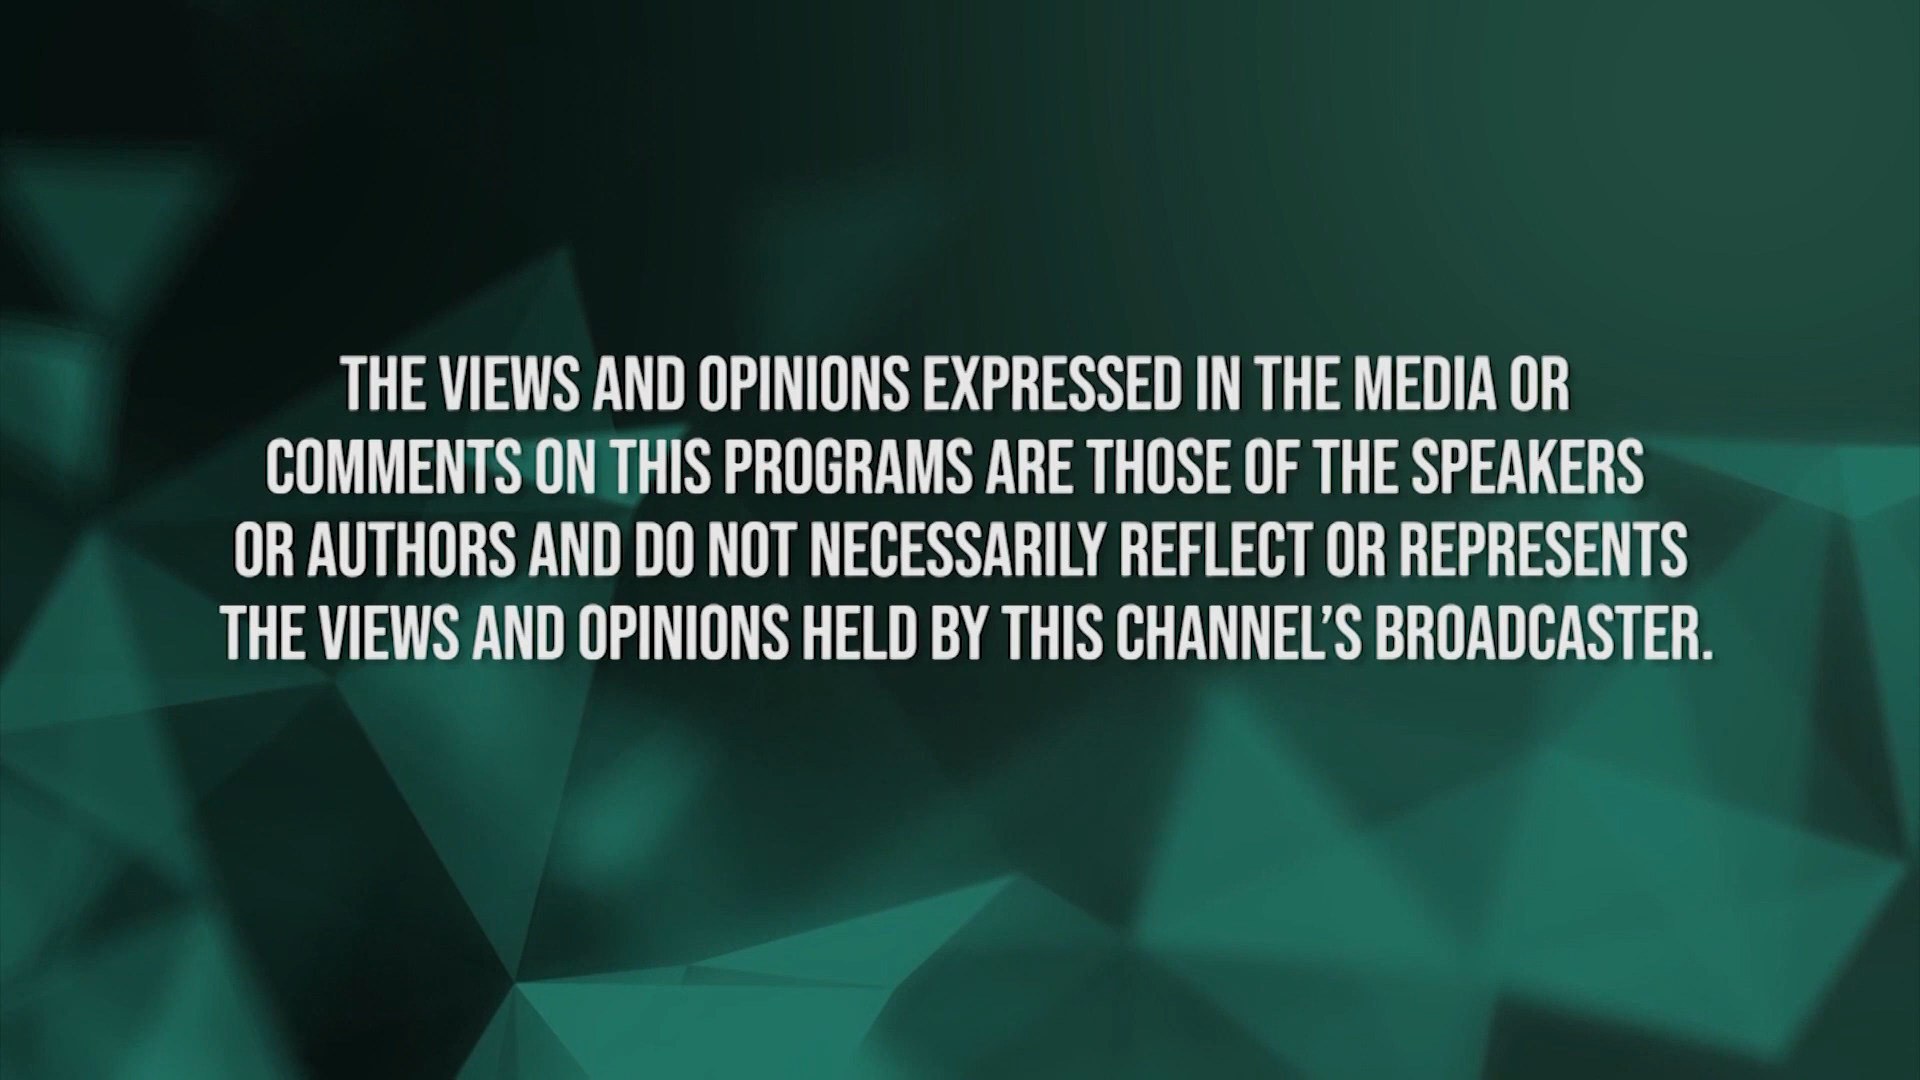 THE VIEWS AND OPINIONS EXPRESSED IN THE MEDIA OR
COMMENTS ON THIS PROGRAMS ARE THOSE OF THE SPEAKERS
OR AUTHORS AND DO NOT NECESSARILY REFLECT OR REPRESENTS
THE VIEWS AND OPINIONS HELD BY THIS CHANNEL’S BROADCASTER.